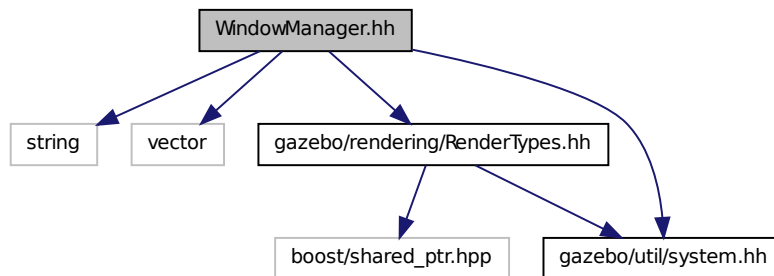 WindowManager.hh
string
vector
gazebo/rendering/RenderTypes.hh
boost/shared_ptr.hpp
gazebo/util/system.hh